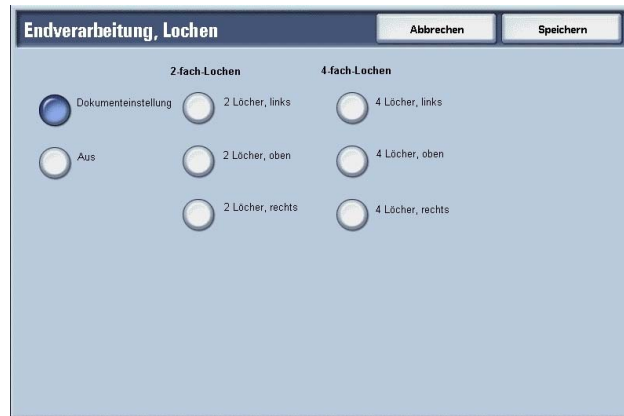 Endverarbeitung, Lochen
Abbrechen
Speichern
2-fach-Lochen
4-fach-Lochen
Dokumenteinstellung
2 Löcher, links
4 Löcher, links
Aus
2 Löcher, oben
4 Löcher, oben
2 Löcher, rechts
4 Löcher, rechts